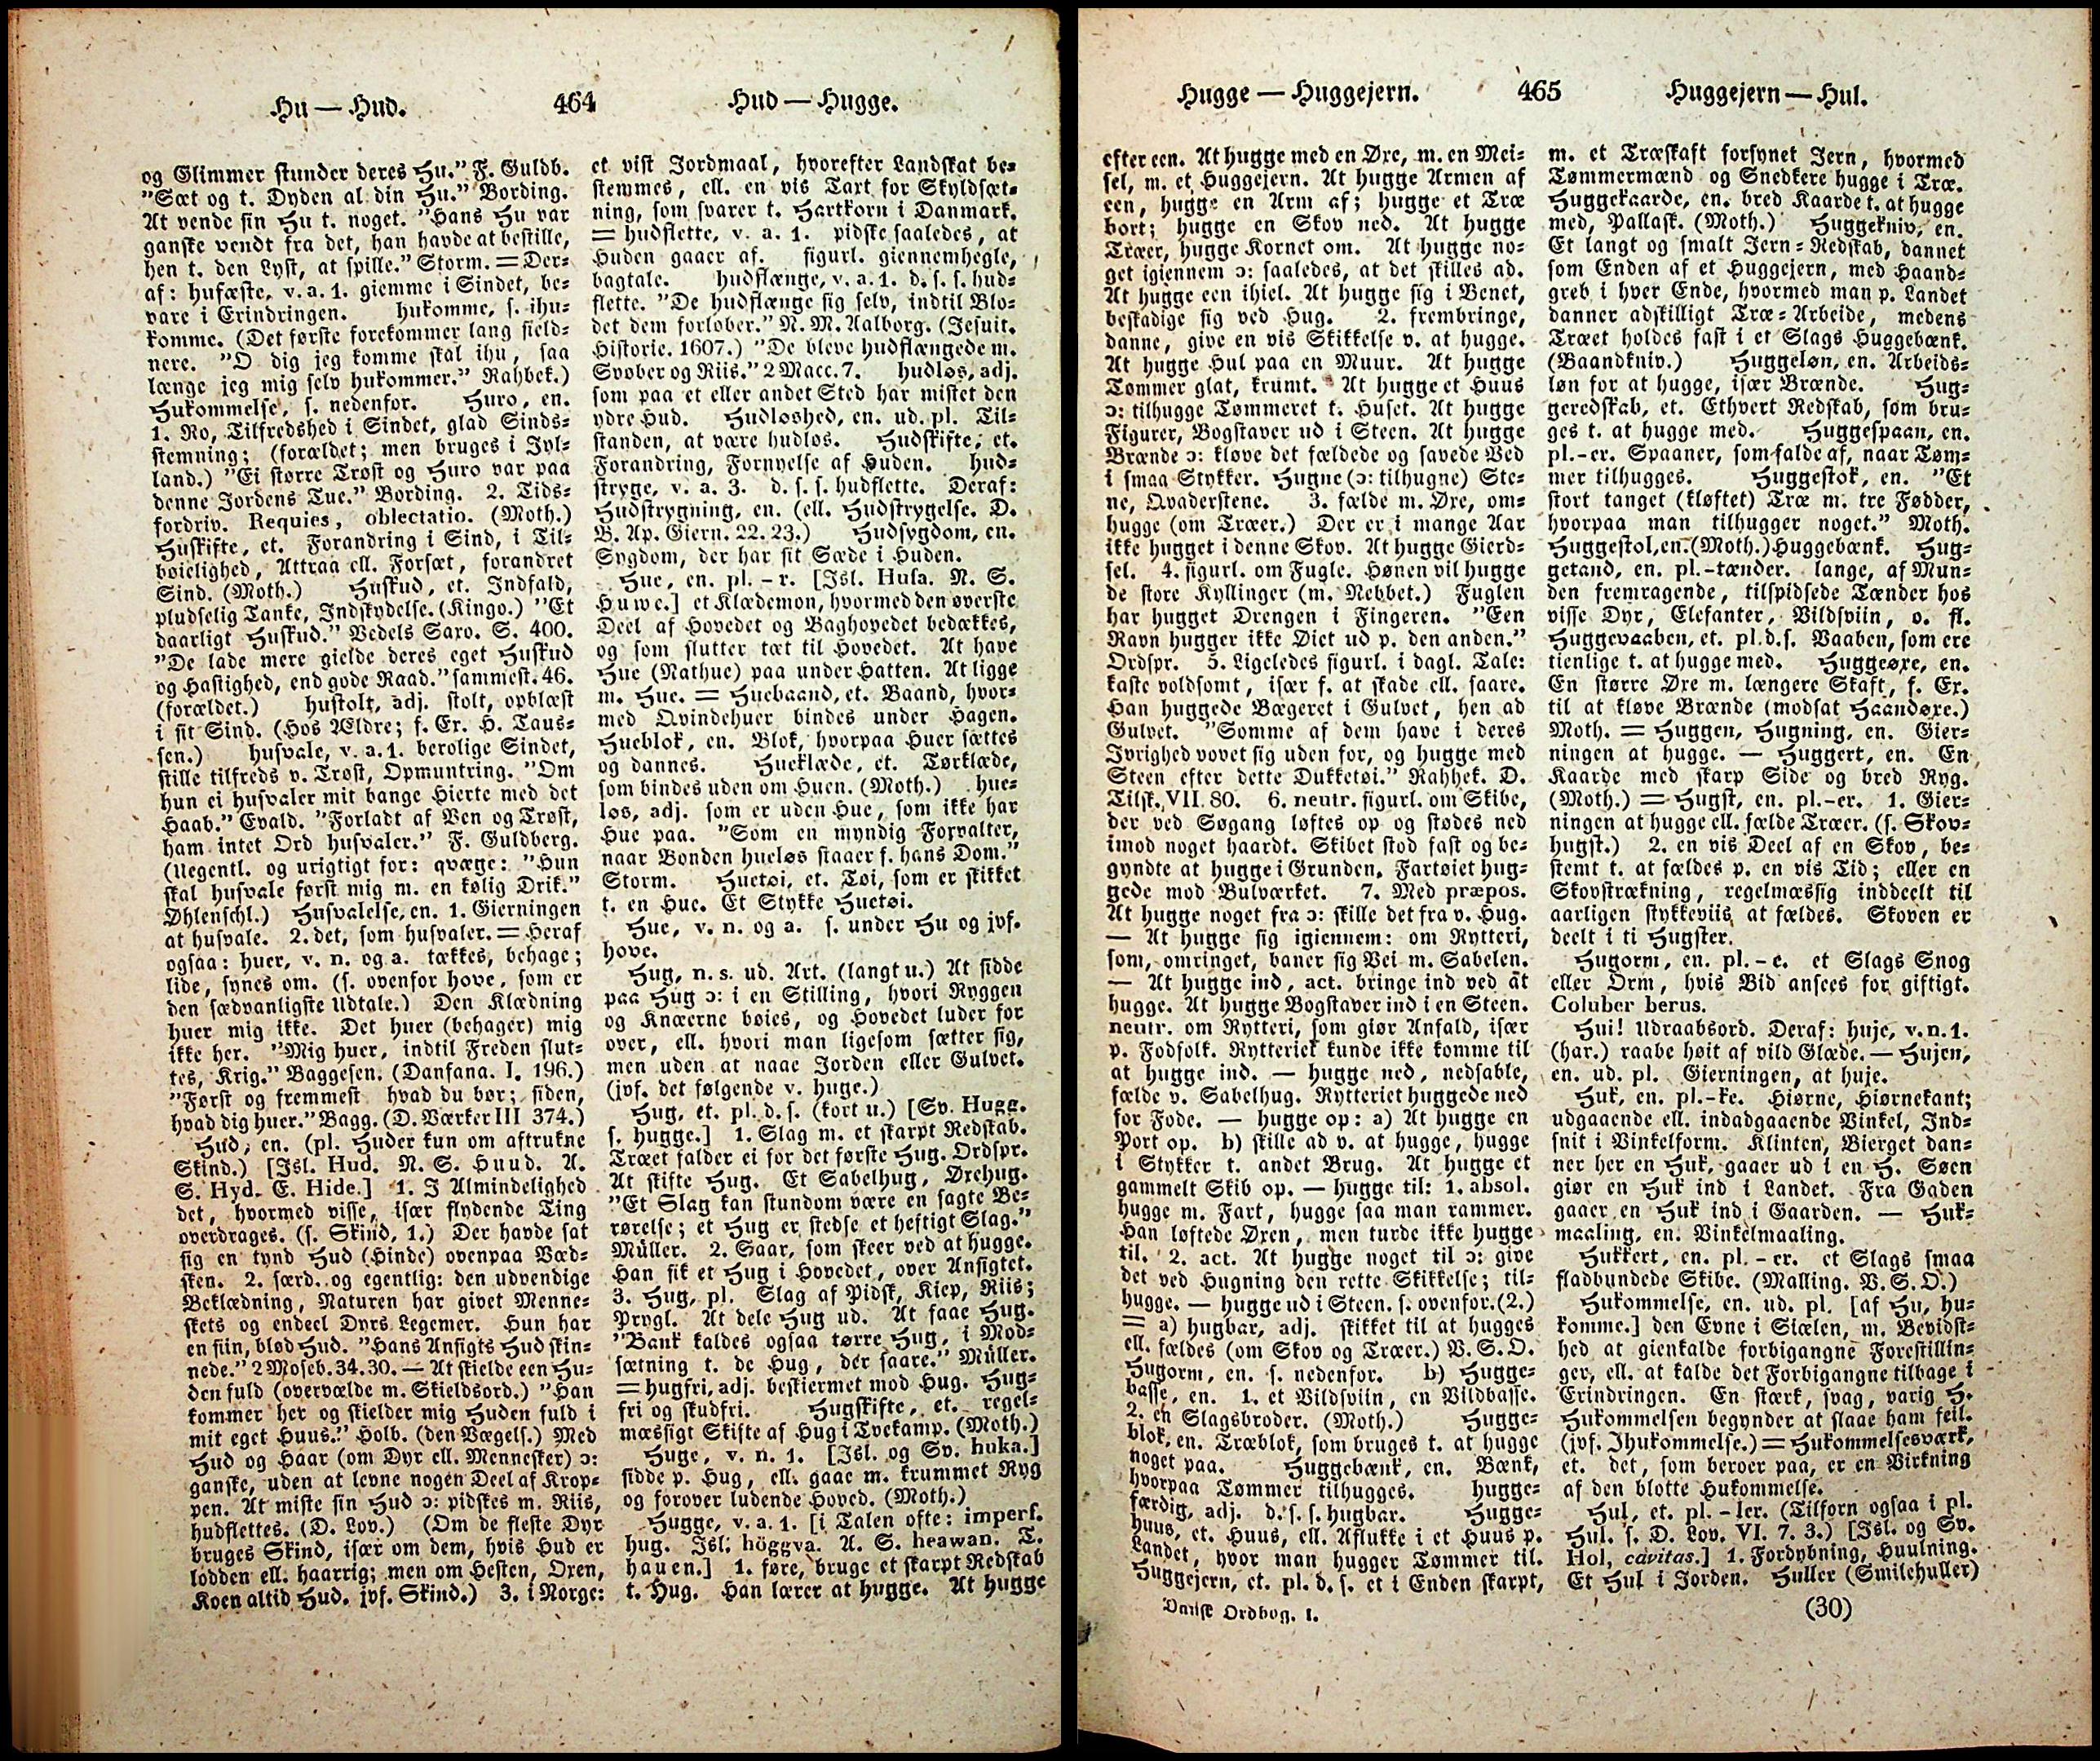 Hu — Hud.
464
Hud — Hugge.
og Glimmer stunder deres Hu." F. Guldb.
"Sæt og t. Dyden al din Hu." Bording.
At vende sin Hu t. noget. "Hans Hu var
ganske vendt fra det, han havde at bestille,
hen t. den Lyst, at spille." Storm. = Der-
af: hufæste, v. a. 1. giemme i Sindet, be-
vare i Erindringen. hukomme, s. ihu-
komme. (Det første forekommer lang sield-
nere. "O dig jeg komme skal ihu, saa
længe jeg mig selv hukommer." Rahbek.)
Hukommelse, s. nedenfor. Huro, en.
1. Ro, Tilfredshed i Sindet, glad Sinds-
stemning; (forældet; men bruges i Jyl-
land.) "Ei større Trøst og Huro var paa
denne Jordens Tue." Bording. 2. Tids-
fordriv. Requies, oblectatio. (Moth.)
Huskifte, et. Forandring i Sind, i Til-
bøielighed, Attraa ell. Forsæt, forandret
Sind. (Moth.) Huskud, et. Indfald,
pludselig Tanke, Indskydelse. (Kingo.) "Et
daarligt Huskud." Vedels Saxo. S. 400.
"De lade mere gielde deres eget Huskud
og Hastighed, end gode Raad." sammest. 46.
(forældet.) hustolt, adj. stolt, opblæst
i sit Sind. (Hos Ældre; f. Ex. H. Taus-
sen.) husvale, v. a. 1. berolige Sindet,
stille tilfreds v. Trøst, Opmuntring. "Om
hun ei husvaler mit bange Hierte med det
Haab." Evald. "Forladt af Ven og Trøst,
ham intet Ord husvaler." F. Guldberg.
(Uegentl. og urigtigt for: qvæge: "Hun
skal husvale først mig m. en kølig Drik."
Øhlenschl.) Husvalelse, en. 1. Gierningen
at husvale. 2. det, som husvaler. = Heraf
ogsaa: huer, v. n. og a. tækkes, behage;
lide, synes om. (s. ovenfor hove, som er
den sædvanligste Udtale.) Den Klædning
huer mig ikke. Det huer (behager) mig
ikke her. "Mig huer, indtil Freden slut-
tes, Krig." Baggesen. (Danfana. I. 196.)
"Først og fremmest hvad du bør; siden,
hvad dig huer." Bagg. (D. Værker III 374.)
Hud, en. (pl. Huder kun om aftrukne
Skind.) [Isl. Hud. N. S. Huud. A.
S. Hyd. E. Hide.] 1. I Almindelighed
det, hvormed visse, især flydende Ting
overdrages. (s. Skind, 1.) Der havde sat
sig en tynd Hud (Hinde) ovenpaa Væd-
sken. 2. særd. og egentlig: den udvendige
Beklædning, Naturen har givet Menne-
skets og endeel Dyrs Legemer. Hun har
en fiin, blød Hud. "Hans Ansigts Hud skin-
nede." 2 Moseb. 34. 30. — At skielde een Hu-
den fuld (overvælde m. Skieldsord.) "Han
kommer her og skielder mig Huden fuld i
mit eget Huus." Holb. (den Vægels.) Med
Hud og Haar (om Dyr ell. Mennesker) ɔ:
ganske, uden at levne nogen Deel af Krop-
pen. At miste sin Hud ɔ: pidskes m. Riis,
hudflettes. (D. Lov.) (Om de fleste Dyr
bruges Skind, især om dem, hvis Hud er
lodden ell. haarrig; men om Hesten, Oxen,
Koen altid Hud. jvf. Skind.) 3. i Norge:
et vist Jordmaal, hvorefter Landskat be-
stemmes, ell. en vis Taxt for Skyldsæt-
ning, som svarer t. Hartkorn i Danmark.
= hudflette, v. a. 1. pidske saaledes, at
Huden gaaer af. figurl. giennemhegle,
bagtale. hudflænge, v. a. 1. d. s. s. hud-
flette. "De hudflænge sig selv, indtil Blo-
det dem forløber." N. M. Aalborg. (Jesuit.
Historie. 1607.) "De bleve hudflængede m.
Svøber og Riis." 2 Macc. 7. hudløs, adj.
som paa et eller andet Sted har mistet den
ydre Hud. Hudløshed, en. ud. pl. Til-
standen, at være hudløs. Hudskifte, et.
Forandring, Fornyelse af Huden. hud-
stryge, v. a. 3. d. s. s. hudflette. Deraf:
Hudstrygning, en. (ell. Hudstrygelse. D.
B. Ap. Giern. 22. 23.) Hudsygdom, en.
Sygdom, der har sit Sæde i Huden.
Hue, en. pl. - r. [Isl. Hufa. N. S.
Huwe.] et Klædemon, hvormed den øverste
Deel af Hovedet og Baghovedet bedækkes,
og som slutter tæt til Hovedet. At have
Hue (Nathue) paa under Hatten. At ligge
m. Hue. = Huebaand, et. Baand, hvor-
med Qvindehuer bindes under Hagen.
Hueblok, en. Blok, hvorpaa Huer sættes
og dannes. Hueklæde, et. Tørklæde,
som bindes uden om Huen. (Moth.) hue-
løs, adj. som er uden Hue, som ikke har
Hue paa. "Som en myndig Forvalter,
naar Bonden hueløs staaer f. hans Dom."
Storm. Huetøi, et. Tøi, som er skikket
t. en Hue. Et Stykke Huetøi.
Hue, v. n. og a. s. under Hu og jvf.
hove.
Hug, n. s. ud. Art. (langt u.) At sidde
paa Hug ɔ: i en Stilling, hvori Ryggen
og Knæerne bøies, og Hovedet luder for
over, ell. hvori man ligesom sætter sig,
men uden at naae Jorden eller Gulvet.
(jvf. det følgende v. huge.)
Hug, et. pl. d. s. (kort u.) [Sv. Hugg.
s. hugge.] 1. Slag m. et skarpt Redskab.
Træet falder ei for det første Hug. Ordspr.
At skifte Hug. Et Sabelhug, Øxehug.
"Et Slag kan stundom være en sagte Be-
rørelse; et Hug er stedse et heftigt Slag."
Müller. 2. Saar, som skeer ved at hugge.
Han fik et Hug i Hovedet, over Ansigtet.
3. Hug, pl. Slag af Pidsk, Kiep, Riis;
Prygl. At dele Hug ud. At faae Hug.
"Bank kaldes ogsaa tørre Hug, i Mod-
sætning t. de Hug, der saare." Müller.
= hugfri, adj. beskiermet mod Hug. Hug-
fri og skudfri. Hugskifte, et. regel-
mæssigt Skifte af Hug i Tvekamp. (Moth.)
Huge, v. n. 1. [Isl. og Sv. huka.]
sidde p. Hug, ell. gaae m. krummet Ryg
og forover ludende Hoved. (Moth.)
Hugge, v. a. 1. [i Talen ofte: imperf.
hug. Isl. höggva. A. S. heawan. T.
hauen.] 1. føre, bruge et skarpt Redskab
t. Hug. Han lærer at hugge. At hugge
Hugge — Huggejern.
465
Huggejern — Hul.
efter een. At hugge med en Øxe, m. en Mei-
sel, m. et Huggejern. At hugge Armen af
een, hugge en Arm af; hugge et Træ
bort; hugge en Skov ned. At hugge
Træer, hugge Kornet om. At hugge no-
get igiennem ɔ: saaledes, at det skilles ad.
At hugge een ihiel. At hugge sig i Benet,
beskadige sig ved Hug. 2. frembringe,
danne, give en vis Skikkelse v. at hugge.
At hugge Hul paa en Muur. At hugge
Tømmer glat, krumt. At hugge et Huus
ɔ: tilhugge Tømmeret t. Huset. At hugge
Figurer, Bogstaver ud i Steen. At hugge
Brænde ɔ: kløve det fældede og savede Ved
i smaa Stykker. Hugne (ɔ: tilhugne) Ste-
ne, Qvaderstene. 3. fælde m. Øxe, om-
hugge (om Træer.) Der er i mange Aar
ikke hugget i denne Skov. At hugge Gierd-
sel. 4. figurl. om Fugle. Hønen vil hugge
de store Kyllinger (m. Nebbet.) Fuglen
har hugget Drengen i Fingeren. "Een
Ravn hugger ikke Øiet ud p. den anden."
Ordspr. 5. Ligeledes figurl. i dagl. Tale:
kaste voldsomt, især f. at skade ell. saare.
Han huggede Bægeret i Gulvet, hen ad
Gulvet. "Somme af dem have i deres
Ivrighed vovet sig uden for, og hugge med
Steen efter dette Dukketøi." Rahbek. D.
Tilsk. VII. 80. 6. neutr. figurl. om Skibe,
der ved Søgang løftes op og stødes ned
imod noget haardt. Skibet stod fast og be-
gyndte at hugge i Grunden. Fartøiet hug-
gede mod Bulværket. 7. Med præpos.
At hugge noget fra ɔ: skille det fra v. Hug.
— At hugge sig igiennem: om Rytteri,
som, omringet, baner sig Vei m. Sabelen.
— At hugge ind, act. bringe ind ved at
hugge. At hugge Bogstaver ind i en Steen.
neutr. om Rytteri, som giør Anfald, især
p. Fodfolk. Rytteriet kunde ikke komme til
at hugge ind. — hugge ned, nedsable,
fælde v. Sabelhug. Rytteriet huggede ned
for Fode. — hugge op: a) At hugge en
Port op. b) skille ad v. at hugge, hugge
i Stykker t. andet Brug. At hugge et
gammelt Skib op. — hugge til: 1. absol.
hugge m. Fart, hugge saa man rammer.
Han løftede Øxen, men turde ikke hugge
til. 2. act. At hugge noget til ɔ: give
det ved Hugning den rette Skikkelse; til-
hugge. — hugge ud i Steen. s. ovenfor. (2.)
= a) hugbar, adj. skikket til at hugges
ell. fældes (om Skov og Træer.) V. S. O.
Hugorm, en. s. nedenfor. b) Hugge-
basse, en. 1. et Vildsviin, en Vildbasse.
2. en Slagsbroder. (Moth.) Hugge-
blok, en. Træblok, som bruges t. at hugge
noget paa. Huggebænk, en. Bænk,
hvorpaa Tømmer tilhugges. hugge-
færdig, adj. d. s. s. hugbar. Hugge-
huus, et. Huus, ell. Aflukke i et Huus p.
Landet, hvor man hugger Tømmer til.
Huggejern, et. pl. d. s. et i Enden skarpt,
Dansk Ordbog. I.
m. et Træskaft forsynet Jern, hvormed
Tømmermænd og Snedkere hugge i Træ.
Huggekaarde, en. bred Kaarde t. at hugge
med, Pallask. (Moth.) Huggekniv, en.
Et langt og smalt Jern-Redskab, dannet
som Enden af et Huggejern, med Haand-
greb i hver Ende, hvormed man p. Landet
danner adskilligt Træ-Arbeide, medens
Træet holdes fast i et Slags Huggebænk.
(Baandkniv.) Huggeløn, en. Arbeids-
løn for at hugge, især Brænde. Hug-
geredskab, et. Ethvert Redskab, som bru-
ges t. at hugge med. Huggespaan, en.
pl.-er. Spaaner, som falde af, naar Tøm-
mer tilhugges. Huggestok, en. "Et
stort tanget (kløftet) Træ m. tre Fødder,
hvorpaa man tilhugger noget." Moth.
Huggestol, en. (Moth.) Huggebænk. Hug-
getand, en. pl.-tænder. lange, af Mun-
den fremragende, tilspidsede Tænder hos
visse Dyr, Elefanter, Vildsviin, o. fl.
Huggevaaben, et. pl. d. s. Vaaben, som ere
tienlige t. at hugge med. Huggeøxe, en.
En større Øxe m. længere Skaft, f. Ex.
til at kløve Brænde (modsat Haandøxe.)
Moth. = Huggen, Hugning, en. Gier-
ningen at hugge. — Huggert, en. En
Kaarde med skarp Side og bred Ryg.
(Moth.) = Hugst, en. pl.-er. 1. Gier-
ningen at hugge ell. fælde Træer. (s. Skov-
hugst.) 2. en vis Deel af en Skov, be-
stemt t. at fældes p. en vis Tid; eller en
Skovstrækning, regelmæssig inddeelt til
aarligen stykkeviis at fældes. Skoven er
deelt i ti Hugster.
Hugorm, en. pl. - e. et Slags Snog
eller Orm, hvis Bid ansees for giftigt.
Coluber berus.
Hui! Udraabsord. Deraf: huje, v. n. 1.
(har.) raabe høit af vild Glæde. — Hujen,
en. ud. pl. Gierningen, at huje.
Huk, en. pl.-ke. Hiørne, Hiørnekant;
udgaaende ell. indadgaaende Vinkel, Ind-
snit i Vinkelform. Klinten, Bierget dan-
ner her en Huk, gaaer ud i en H. Søen
giør en Huk ind i Landet. Fra Gaden
gaaer en Huk ind i Gaarden. — Huk-
maaling, en. Vinkelmaaling.
Hukkert, en. pl. - er. et Slags smaa
fladbundede Skibe. (Malling. V. S. O.)
Hukommelse, en. ud. pl. [af Hu, hu-
komme.] den Evne i Siælen, m. Bevidst-
hed at gienkalde forbigangne Forestillin-
ger, ell. at kalde det Forbigangne tilbage i
Erindringen. En stærk, svag, varig H.
Hukommelsen begynder at slaae ham feil.
(jvf. Ihukommelse.) = Hukommelsesværk,
et. det, som beroer paa, er en Virkning
af den blotte Hukommelse.
Hul, et. pl. - ler. (Tilforn ogsaa i pl.
Hul. s. D. Lov. VI. 7. 3.) [Isl. og Sv.
Hol, cavitas.] 1. Fordybning, Huulning.
Et Hul i Jorden. Huller (Smilehuller)
(30)